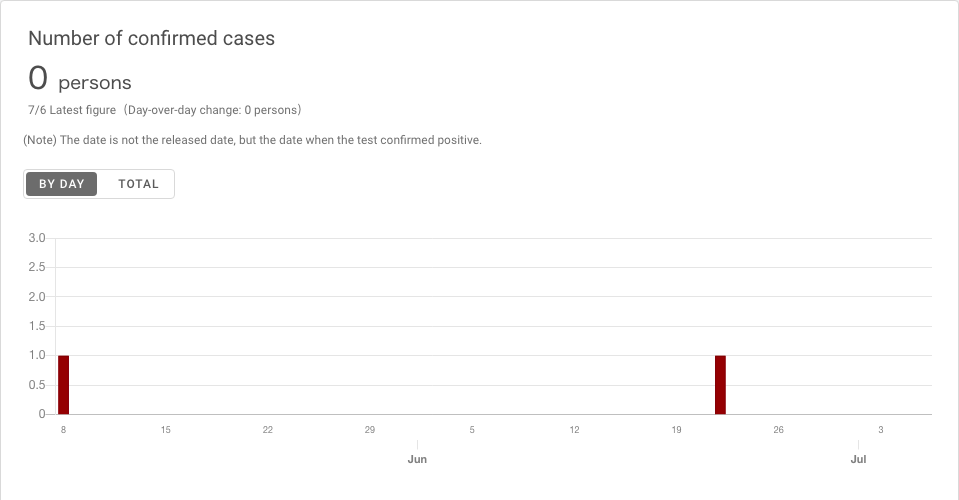 Number of confirmed cases
0 persons
7/6 Latest figure（Day-over-day change: 0 persons）
(Note) The date is not the released date, but the date when the test confirmed positive.
BY DAY TOTAL
3.0
2.5
2.0
1.5
1.0
0.5
0
8 15 22 29 5 12 19 26 3
Jun Jul